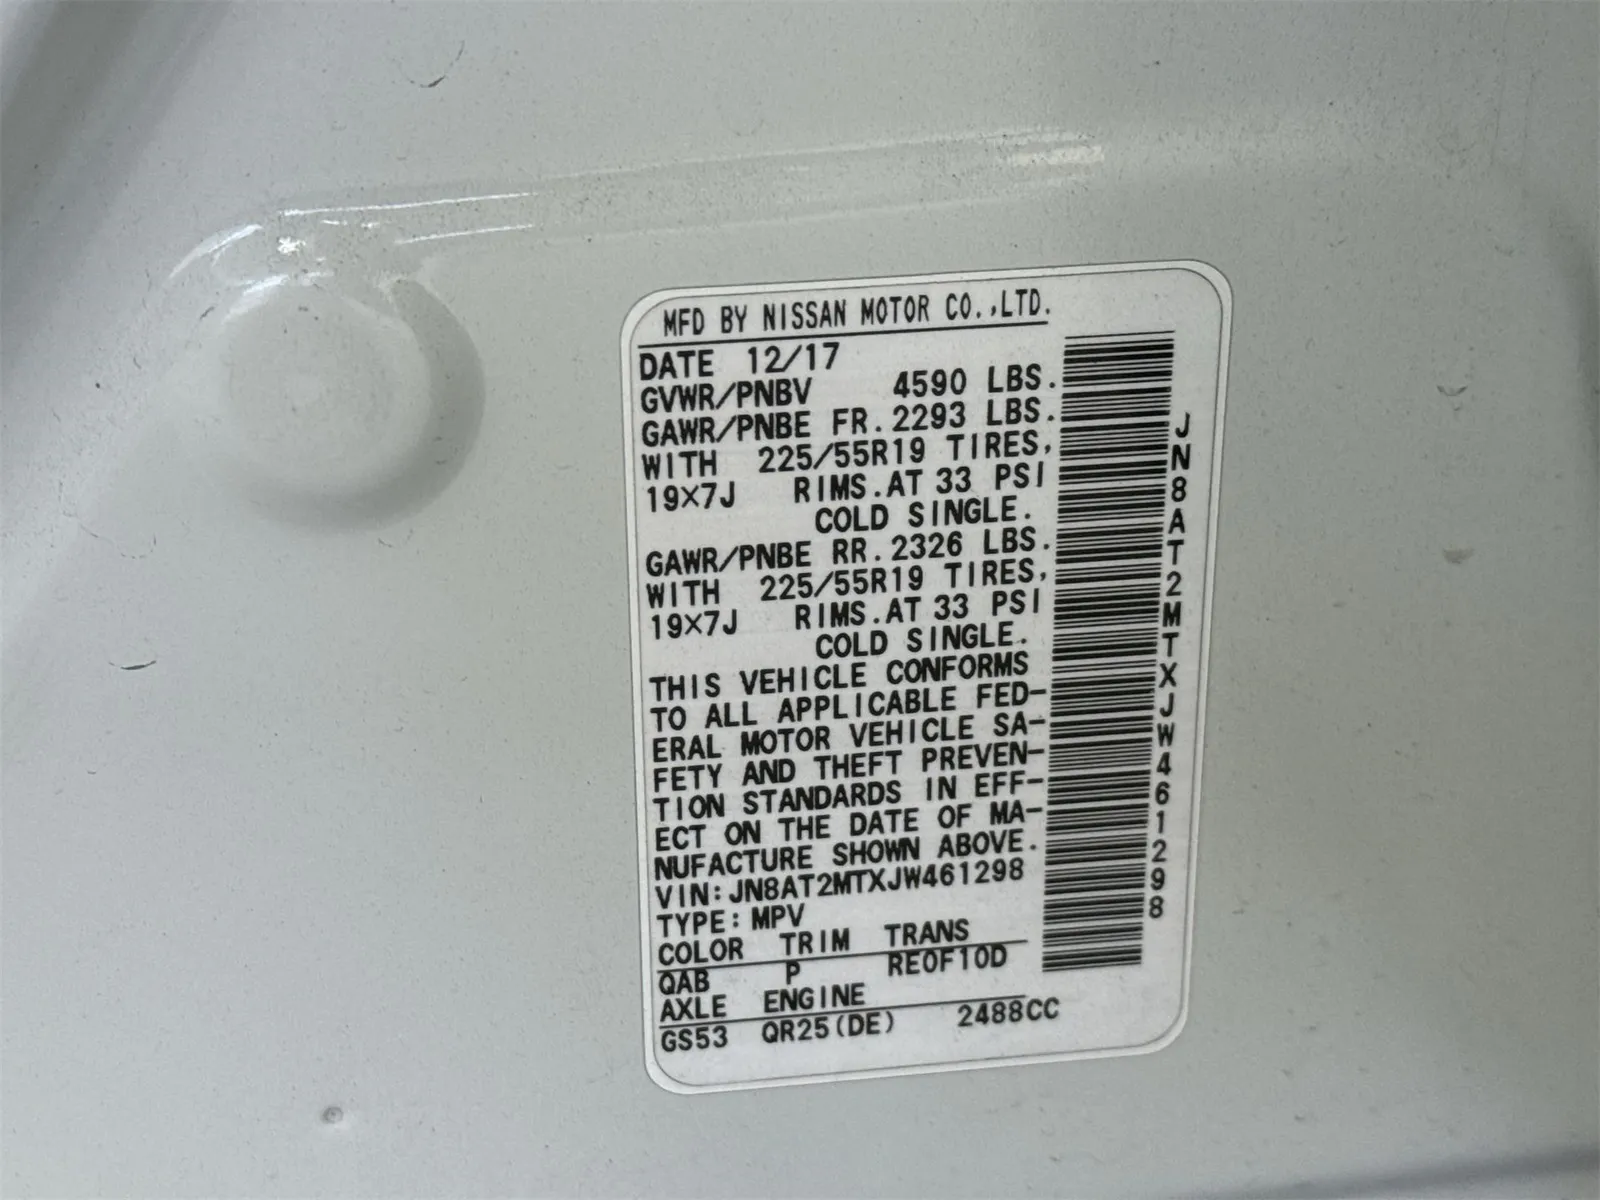 MFD BY NISSAN MOTOR CO.,LTD.
DATE 12/17
GVWR/PNBV 4590 LBS.
GAWR/PNBE FR.2293 LBS.
WITH 225/55R19 TIRES,
19×7J RIMS.AT 33 PSI
COLD SINGLE.
GAWR/PNBE RR.2326 LBS.
WITH 225/55R19 TIRES,
19×7J RIMS.AT 33 PSI
COLD SINGLE.
THIS VEHICLE CONFORMS
TO ALL APPLICABLE FED-
ERAL MOTOR VEHICLE SA-
FETY AND THEFT PREVEN-
TION STANDARDS IN EFF-
ECT ON THE DATE OF MA-
NUFACTURE SHOWN ABOVE.
VIN:JN8AT2MTXJW461298
TYPE:MPV
COLOR TRIM TRANS
QAB P RE0F10D
AXLE ENGINE
GS53 QR25(DE) 2488CC
JN8AT2MTXJW461298